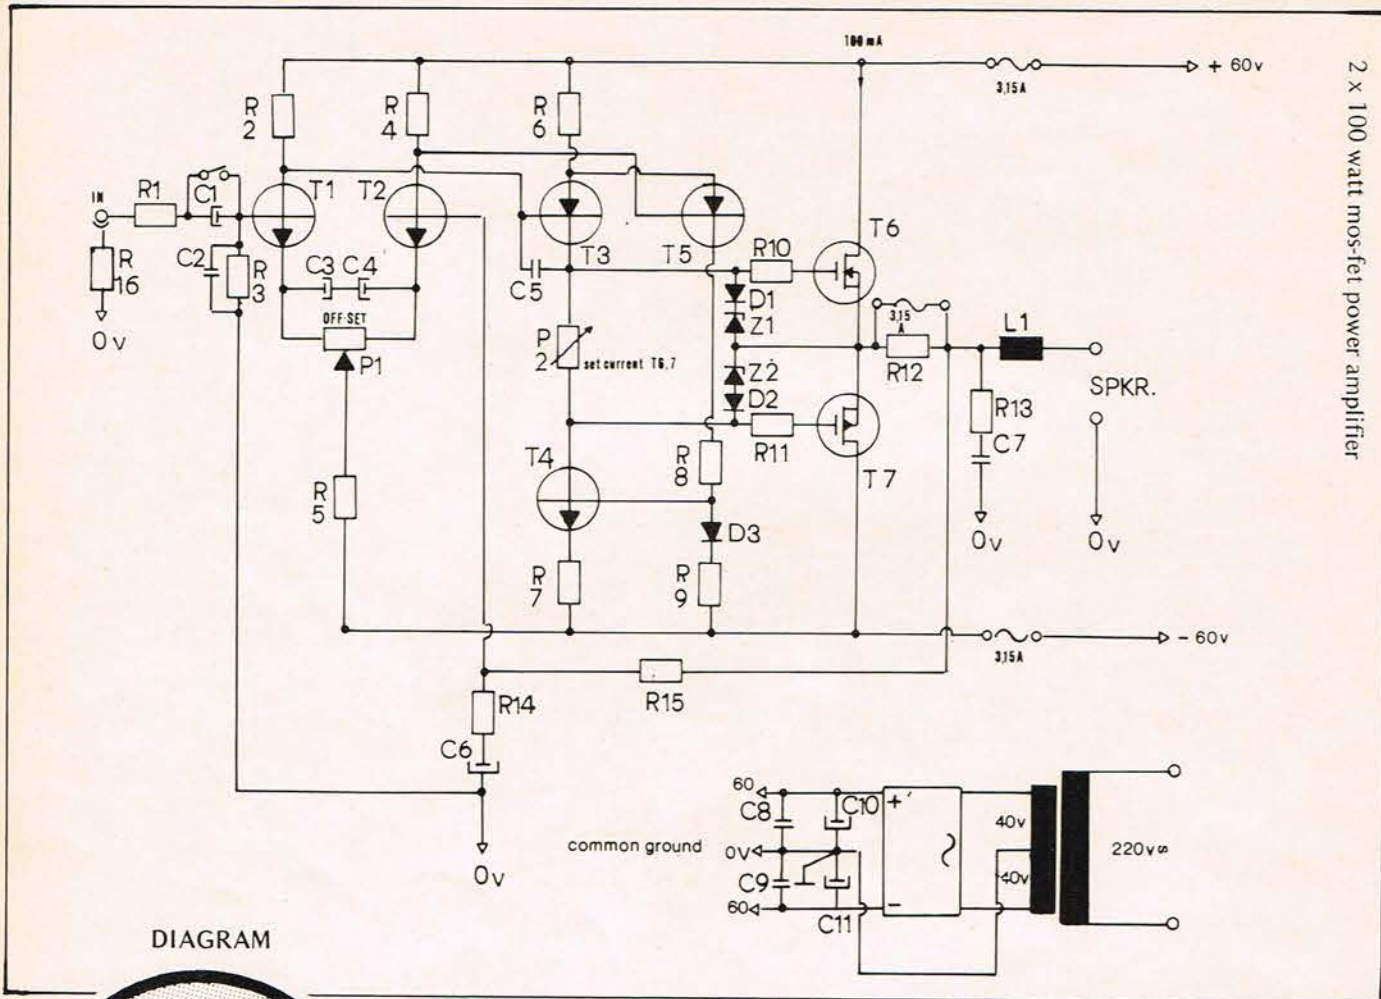 2 x 100 watt mos-fet power amplifier
100 mA
+ 60v
3,15A
R
2
R
4
R
6
IN
R1
C1
T1
T2
T3
T5
T6
R
16
0v
C2
R
3
C3
C4
C5
OFF-SET
P1
P
2
set current T6,7
R10
D1
Z1
Z2
D2
R11
3,15
A
R12
L1
SPKR.
R13
C7
0v
0v
T7
T4
R
8
R
5
D3
R
7
R
9
- 60v
3,15A
R14
R15
C6
0v
common ground
60
C8
0V
C9
60
C10
C11
+
-
~
40v
40v
220v
DIAGRAM